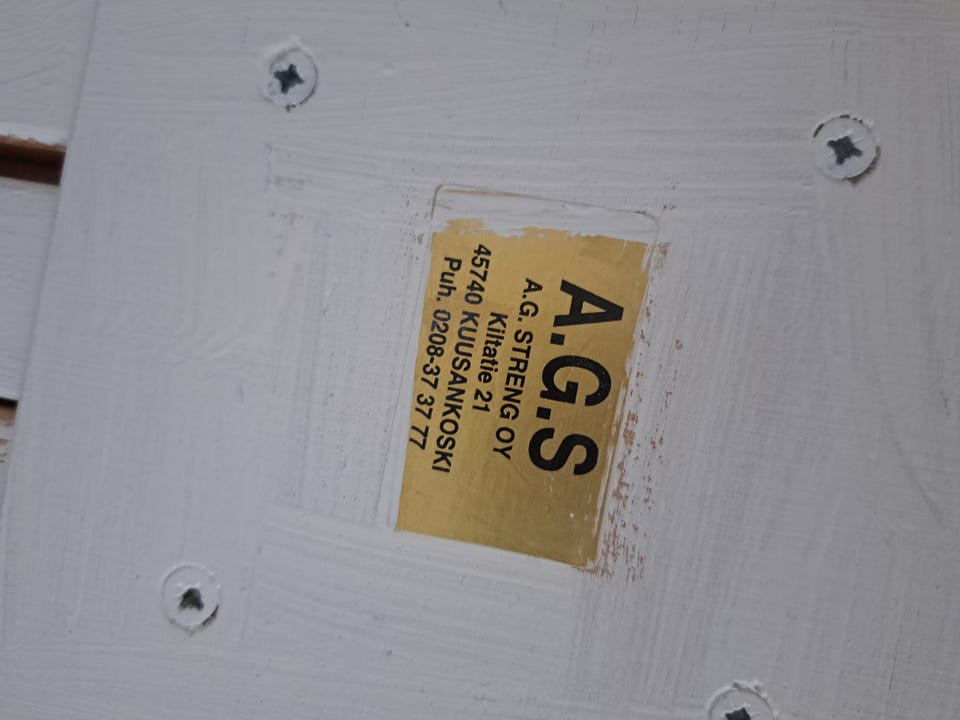 A.G.S
A.G. STRENG OY
Kiltatie 21
45740 KUUSANKOSKI
Puh. 0208-37 37 77